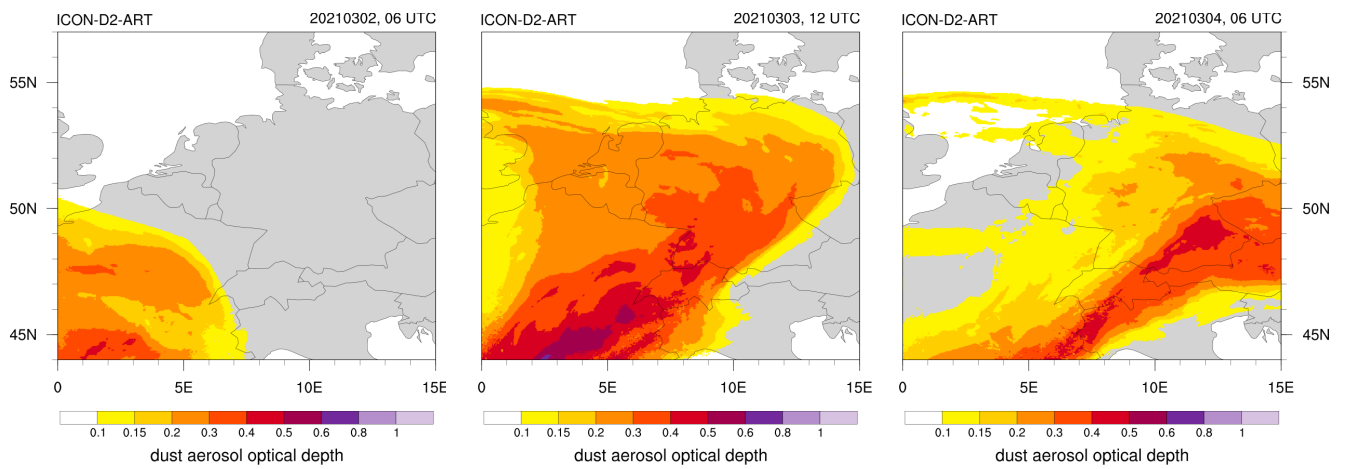 ICON-D2-ART 20210302, 06 UTC
55N
50N
45N
0 5E 10E 15E
0.1 0.15 0.2 0.3 0.4 0.5 0.6 0.8 1
dust aerosol optical depth
ICON-D2-ART 20210303, 12 UTC
0 5E 10E 15E
0.1 0.15 0.2 0.3 0.4 0.5 0.6 0.8 1
dust aerosol optical depth
ICON-D2-ART 20210304, 06 UTC
55N
50N
45N
0 5E 10E 15E
0.1 0.15 0.2 0.3 0.4 0.5 0.6 0.8 1
dust aerosol optical depth